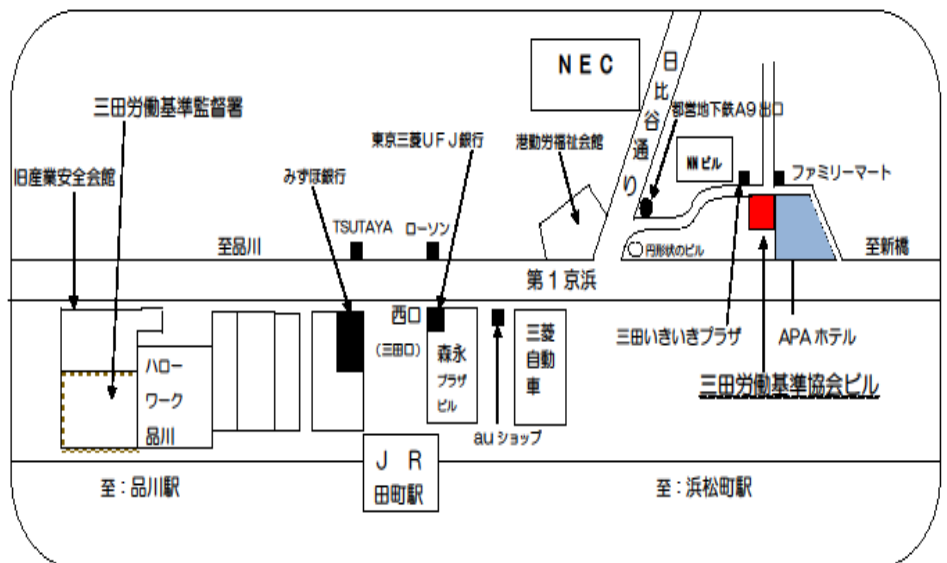 NEC
日比谷通り
三田労働基準監督署
都営地下鉄A9出口
東京三菱UFJ銀行
港勤労福祉会館
NNビル
ファミリーマート
旧産業安全会館
みずほ銀行
TSUTAYA
ローソン
至品川
円形状のビル
至新橋
第1京浜
西口
(三田口)
森永
プラザ
ビル
三菱
自動
車
三田いきいきプラザ
APAホテル
ハロー
ワーク
品川
三田労働基準協会ビル
auショップ
JR
田町駅
至:品川駅
至:浜松町駅